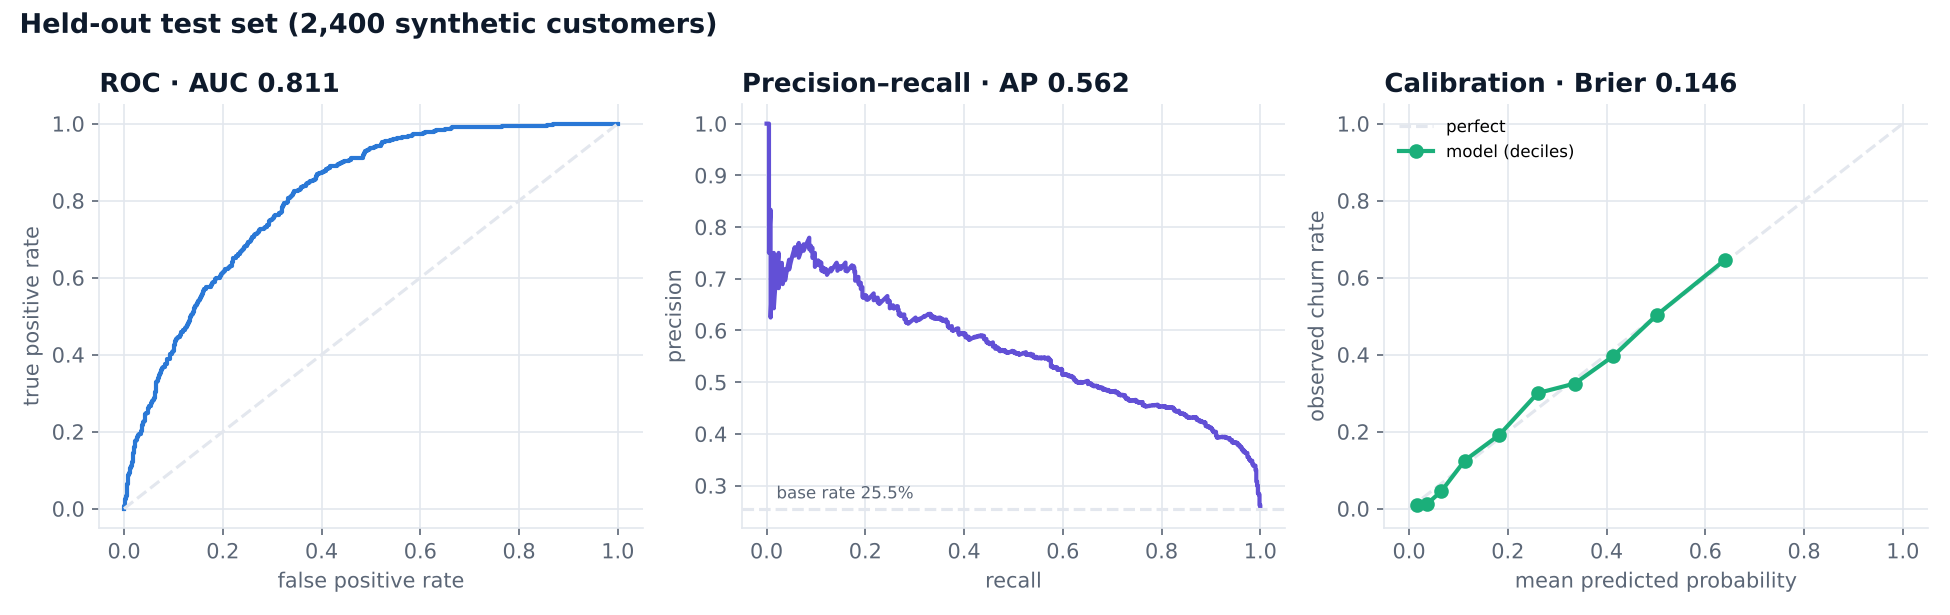 Held-out test set (2,400 synthetic customers)
ROC · AUC 0.811
1.0
0.8
0.6
0.4
0.2
0.0
true positive rate
0.0 0.2 0.4 0.6 0.8 1.0
false positive rate
Precision–recall · AP 0.562
1.0
0.9
0.8
0.7
0.6
0.5
0.4
0.3
precision
base rate 25.5%
0.0 0.2 0.4 0.6 0.8 1.0
recall
Calibration · Brier 0.146
perfect
model (deciles)
1.0
0.8
0.6
0.4
0.2
0.0
observed churn rate
0.0 0.2 0.4 0.6 0.8 1.0
mean predicted probability